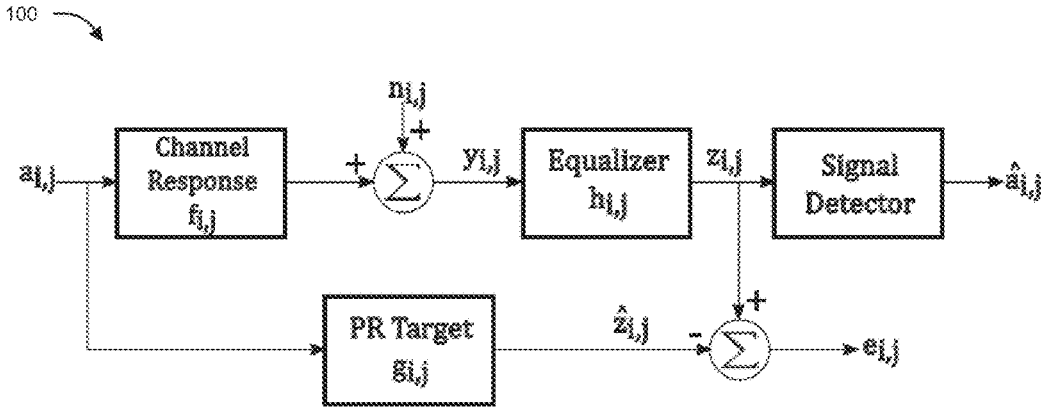 100
n_{i,j}
+
Channel
Response
f_{i,j}
a_{i,j}
+
Σ
y_{i,j}
Equalizer
h_{i,j}
z_{i,j}
Signal
Detector
â_{i,j}
PR Target
g_{i,j}
ẑ_{i,j}
-
+
Σ
e_{i,j}